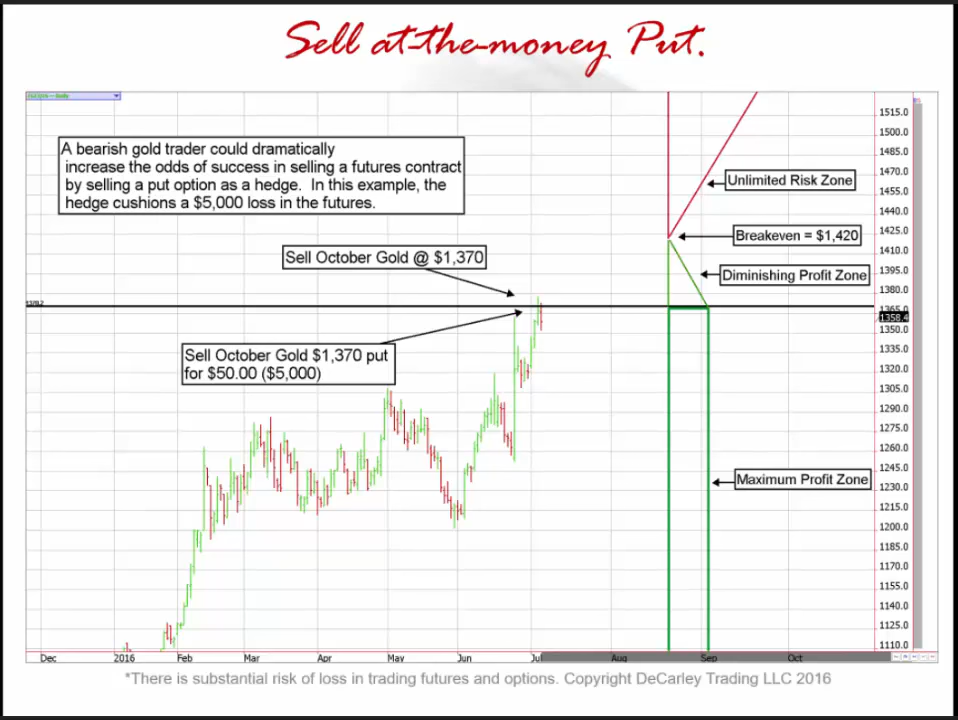 Sell at-the-money Put.
A bearish gold trader could dramatically
increase the odds of success in selling a futures contract
by selling a put option as a hedge. In this example, the
hedge cushions a $5,000 loss in the futures.
Unlimited Risk Zone
Breakeven = $1,420
Sell October Gold @ $1,370
Diminishing Profit Zone
Sell October Gold $1,370 put
for $50.00 ($5,000)
Maximum Profit Zone
1515.0
1500.0
1485.0
1470.0
1455.0
1440.0
1425.0
1410.0
1395.0
1380.0
1365.0
1358.4
1350.0
1335.0
1320.0
1305.0
1290.0
1275.0
1260.0
1245.0
1230.0
1215.0
1200.0
1185.0
1170.0
1155.0
1140.0
1125.0
1110.0
Dec 2016 Feb Mar Apr May Jun Jul Aug Sep Oct
*There is substantial risk of loss in trading futures and options. Copyright DeCarley Trading LLC 2016